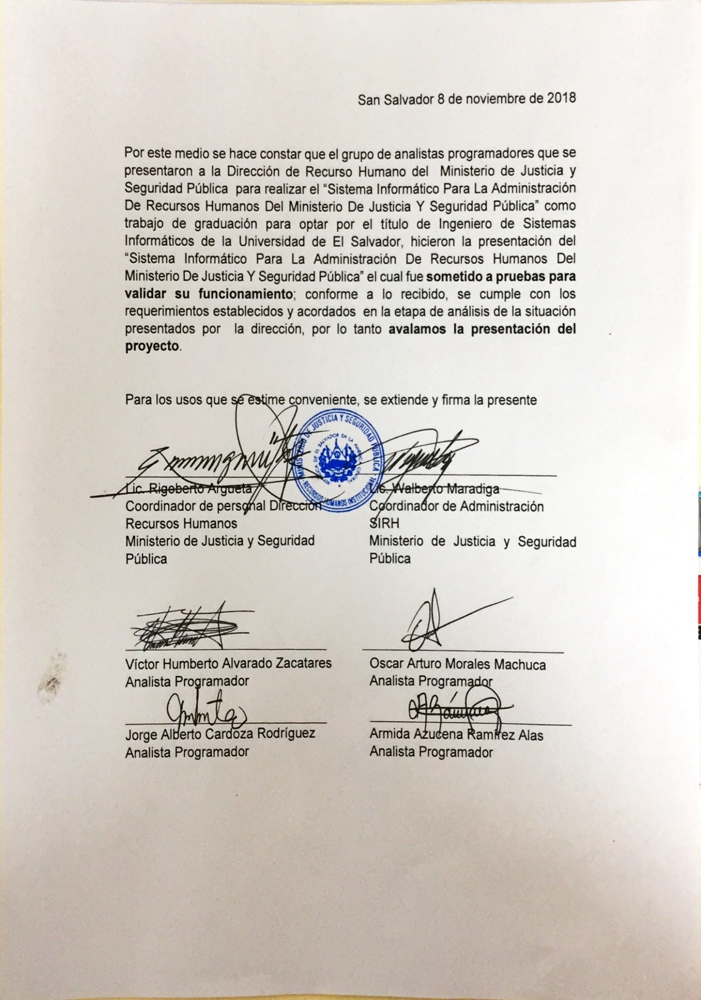 San Salvador 8 de noviembre de 2018
Por este medio se hace constar que el grupo de analistas programadores que se
presentaron a la Dirección de Recurso Humano del Ministerio de Justicia y
Seguridad Pública para realizar el “Sistema Informático Para La Administración
De Recursos Humanos Del Ministerio De Justicia Y Seguridad Pública” como
trabajo de graduación para optar por el título de Ingeniero de Sistemas
Informáticos de la Universidad de El Salvador, hicieron la presentación del
“Sistema Informático Para La Administración De Recursos Humanos Del
Ministerio De Justicia Y Seguridad Pública” el cual fue sometido a pruebas para
validar su funcionamiento; conforme a lo recibido, se cumple con los
requerimientos establecidos y acordados en la etapa de análisis de la situación
presentados por la dirección, por lo tanto avalamos la presentación del
proyecto.
Para los usos que se estime conveniente, se extiende y firma la presente
MINISTERIO DE JUSTICIA Y SEGURIDAD PUBLICA
REPUBLICA DE EL SALVADOR EN LA AMERICA CENTRAL
RECURSOS HUMANOS INSTITUCIONAL
Lic. Rigoberto Argueta
Coordinador de personal Dirección
Recursos Humanos
Ministerio de Justicia y Seguridad
Pública
Lic. Walberto Maradiga
Coordinador de Administración
SIRH
Ministerio de Justicia y Seguridad
Pública
Víctor Humberto Alvarado Zacatares
Analista Programador
Oscar Arturo Morales Machuca
Analista Programador
Jorge Alberto Cardoza Rodríguez
Analista Programador
Armida Azucena Ramírez Alas
Analista Programador